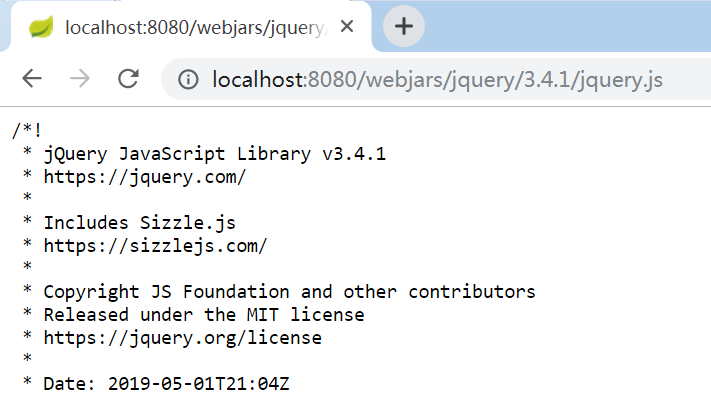 localhost:8080/webjars/jquery/
localhost:8080/webjars/jquery/3.4.1/jquery.js
/*!
 * jQuery JavaScript Library v3.4.1
 * https://jquery.com/
 *
 * Includes Sizzle.js
 * https://sizzlejs.com/
 *
 * Copyright JS Foundation and other contributors
 * Released under the MIT license
 * https://jquery.org/license
 *
 * Date: 2019-05-01T21:04Z